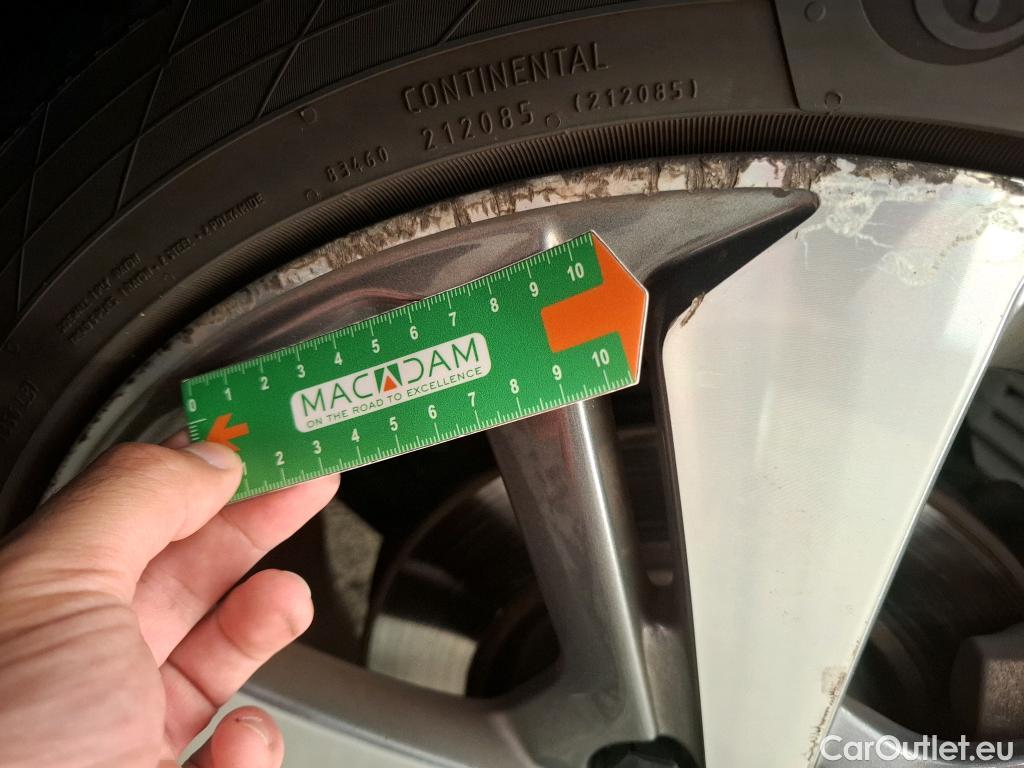 CONTINENTAL
212085 (212085)
83460
0 1 2 3 4 5 6 7 8 9 10
MACADAM
ON THE ROAD TO EXCELLENCE
1 2 3 4 5 6 7 8 9 10
CarOutlet.eu